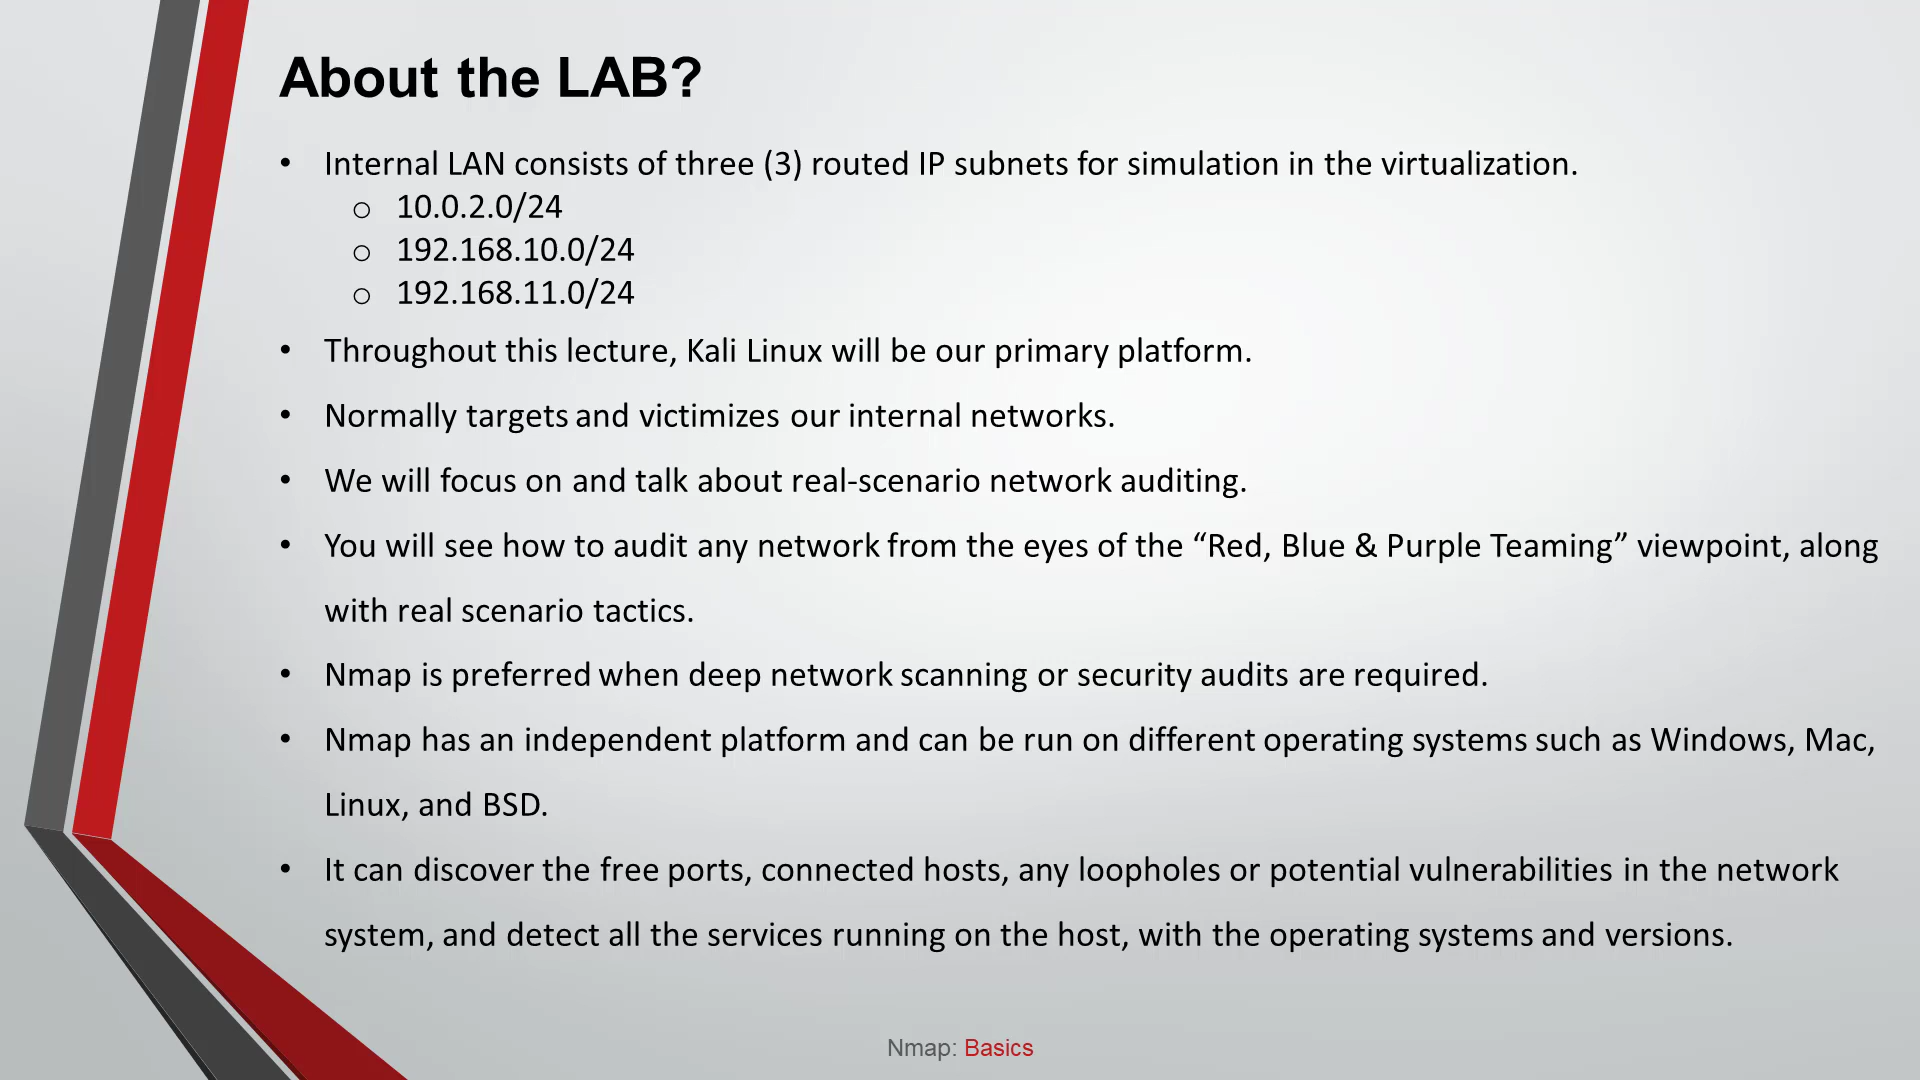 About the LAB?
• Internal LAN consists of three (3) routed IP subnets for simulation in the virtualization.
o 10.0.2.0/24
o 192.168.10.0/24
o 192.168.11.0/24
• Throughout this lecture, Kali Linux will be our primary platform.
• Normally targets and victimizes our internal networks.
• We will focus on and talk about real-scenario network auditing.
• You will see how to audit any network from the eyes of the “Red, Blue & Purple Teaming” viewpoint, along
with real scenario tactics.
• Nmap is preferred when deep network scanning or security audits are required.
• Nmap has an independent platform and can be run on different operating systems such as Windows, Mac,
Linux, and BSD.
• It can discover the free ports, connected hosts, any loopholes or potential vulnerabilities in the network
system, and detect all the services running on the host, with the operating systems and versions.
Nmap: Basics